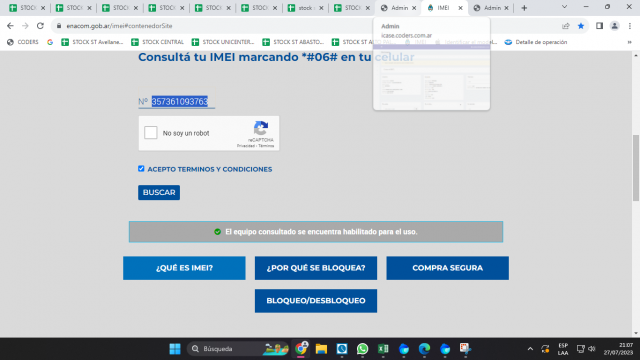 STOCK
STOCK
STOCK
STOCK
STOCK
STOCK
stock
STOCK
Admin
IMEI
Admin
enacom.gob.ar/imei#contenedorSite
CODERS
STOCK ST Avellane...
STOCK CENTRAL
STOCK UNICENTER...
STOCK ST ABASTO...
Detalle de operación
Admin
icase.coders.com.ar
Consultá tu IMEI marcando *#06# en tu celular
Nº 357361093763
No soy un robot
reCAPTCHA
Privacidad - Términos
ACEPTO TERMINOS Y CONDICIONES
BUSCAR
El equipo consultado se encuentra habilitado para el uso.
¿QUÉ ES IMEI?
¿POR QUÉ SE BLOQUEA?
COMPRA SEGURA
BLOQUEO/DESBLOQUEO
Búsqueda
ESP
LAA
21:07
27/07/2023